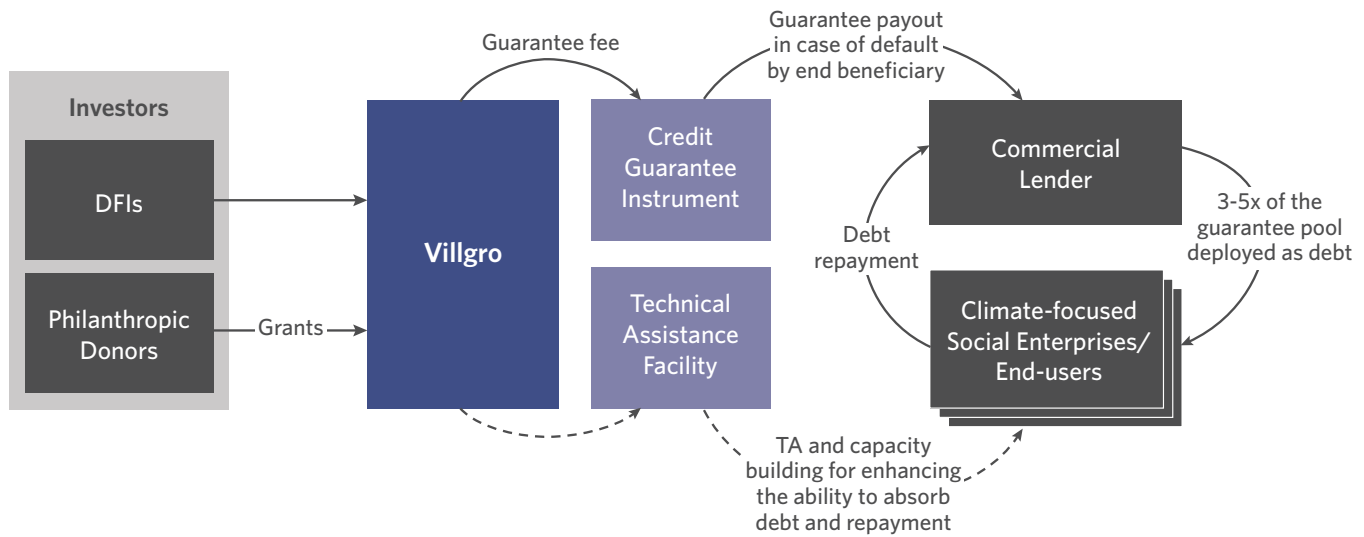 Investors
DFIs
Philanthropic
Donors
Grants
Villgro
Guarantee fee
Credit
Guarantee
Instrument
Technical
Assistance
Facility
Guarantee payout
in case of default
by end beneficiary
Commercial
Lender
Debt
repayment
3-5x of the
guarantee pool
deployed as debt
Climate-focused
Social Enterprises/
End-users
TA and capacity
building for enhancing
the ability to absorb
debt and repayment